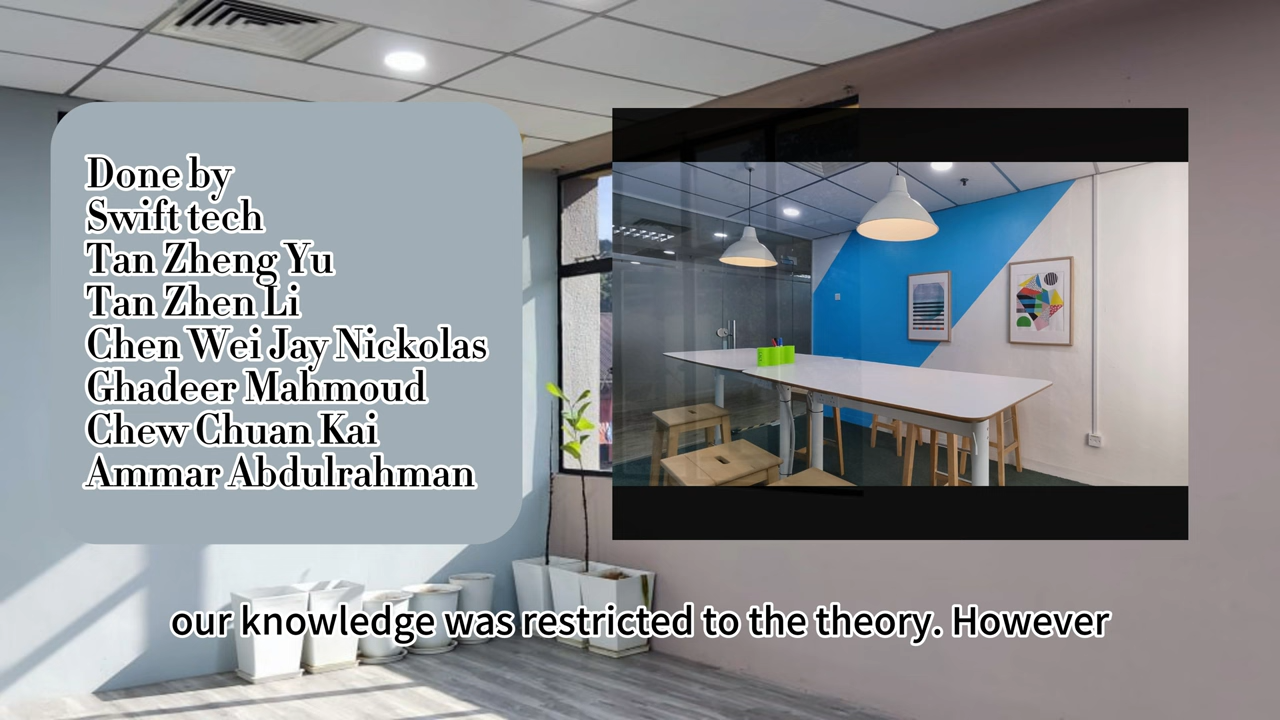 Done by
Swift tech
Tan Zheng Yu
Tan Zhen Li
Chen Wei Jay Nickolas
Ghadeer Mahmoud
Chew Chuan Kai
Ammar Abdulrahman
our knowledge was restricted to the theory. However